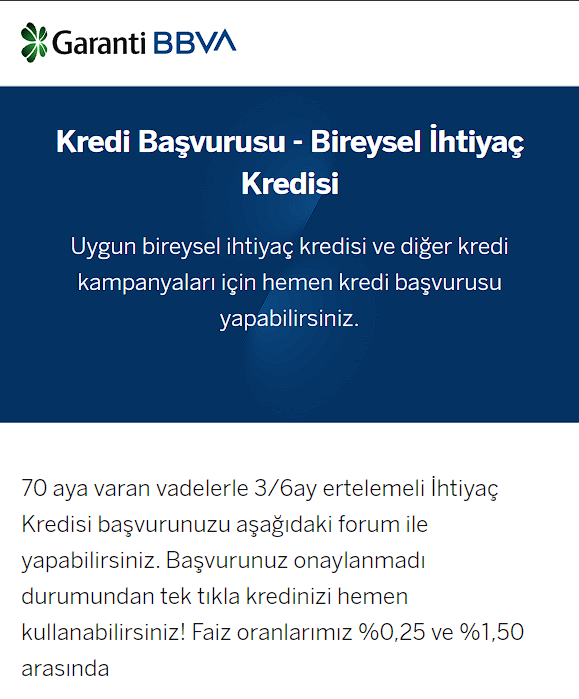 Garanti BBVA
Kredi Başvurusu - Bireysel İhtiyaç
Kredisi
Uygun bireysel ihtiyaç kredisi ve diğer kredi
kampanyaları için hemen kredi başvurusu
yapabilirsiniz.
70 aya varan vadelerle 3/6ay ertelemeli İhtiyaç
Kredisi başvurunuzu aşağıdaki forum ile
yapabilirsiniz. Başvurunuz onaylanmadı
durumundan tek tıkla kredinizi hemen
kullanabilirsiniz! Faiz oranlarımız %0,25 ve %1,50
arasında